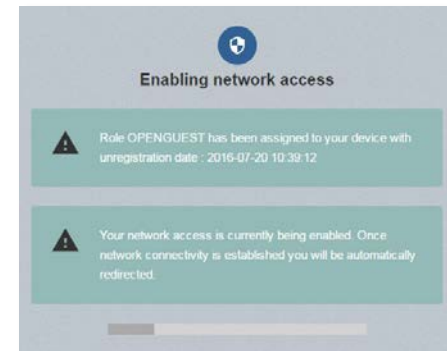 Enabling network access
Role OPENGUEST has been assigned to your device with
unregistration date : 2016-07-20 10:39:12
Your network access is currently being enabled. Once
network connectivity is established you will be automatically
redirected.